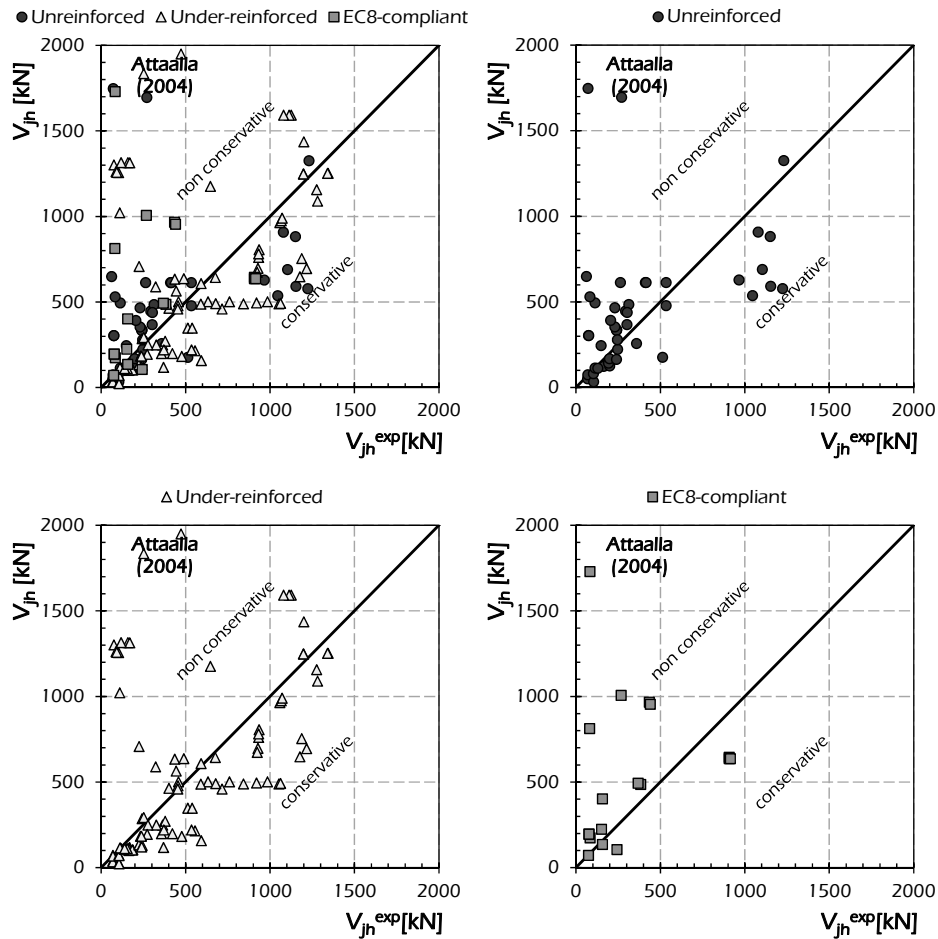 Unreinforced Under-reinforced EC8-compliant
2000
1500
1000
500
0
V_jh [kN]
Attaalla
(2004)
non conservative
conservative
0 500 1000 1500 2000
V_jh^exp[kN]
Unreinforced
2000
1500
1000
500
0
V_jh [kN]
Attaalla
(2004)
non conservative
conservative
0 500 1000 1500 2000
V_jh^exp[kN]
Under-reinforced
2000
1500
1000
500
0
V_jh [kN]
Attaalla
(2004)
non conservative
conservative
0 500 1000 1500 2000
V_jh^exp[kN]
EC8-compliant
2000
1500
1000
500
0
V_jh [kN]
Attaalla
(2004)
non conservative
conservative
0 500 1000 1500 2000
V_jh^exp[kN]